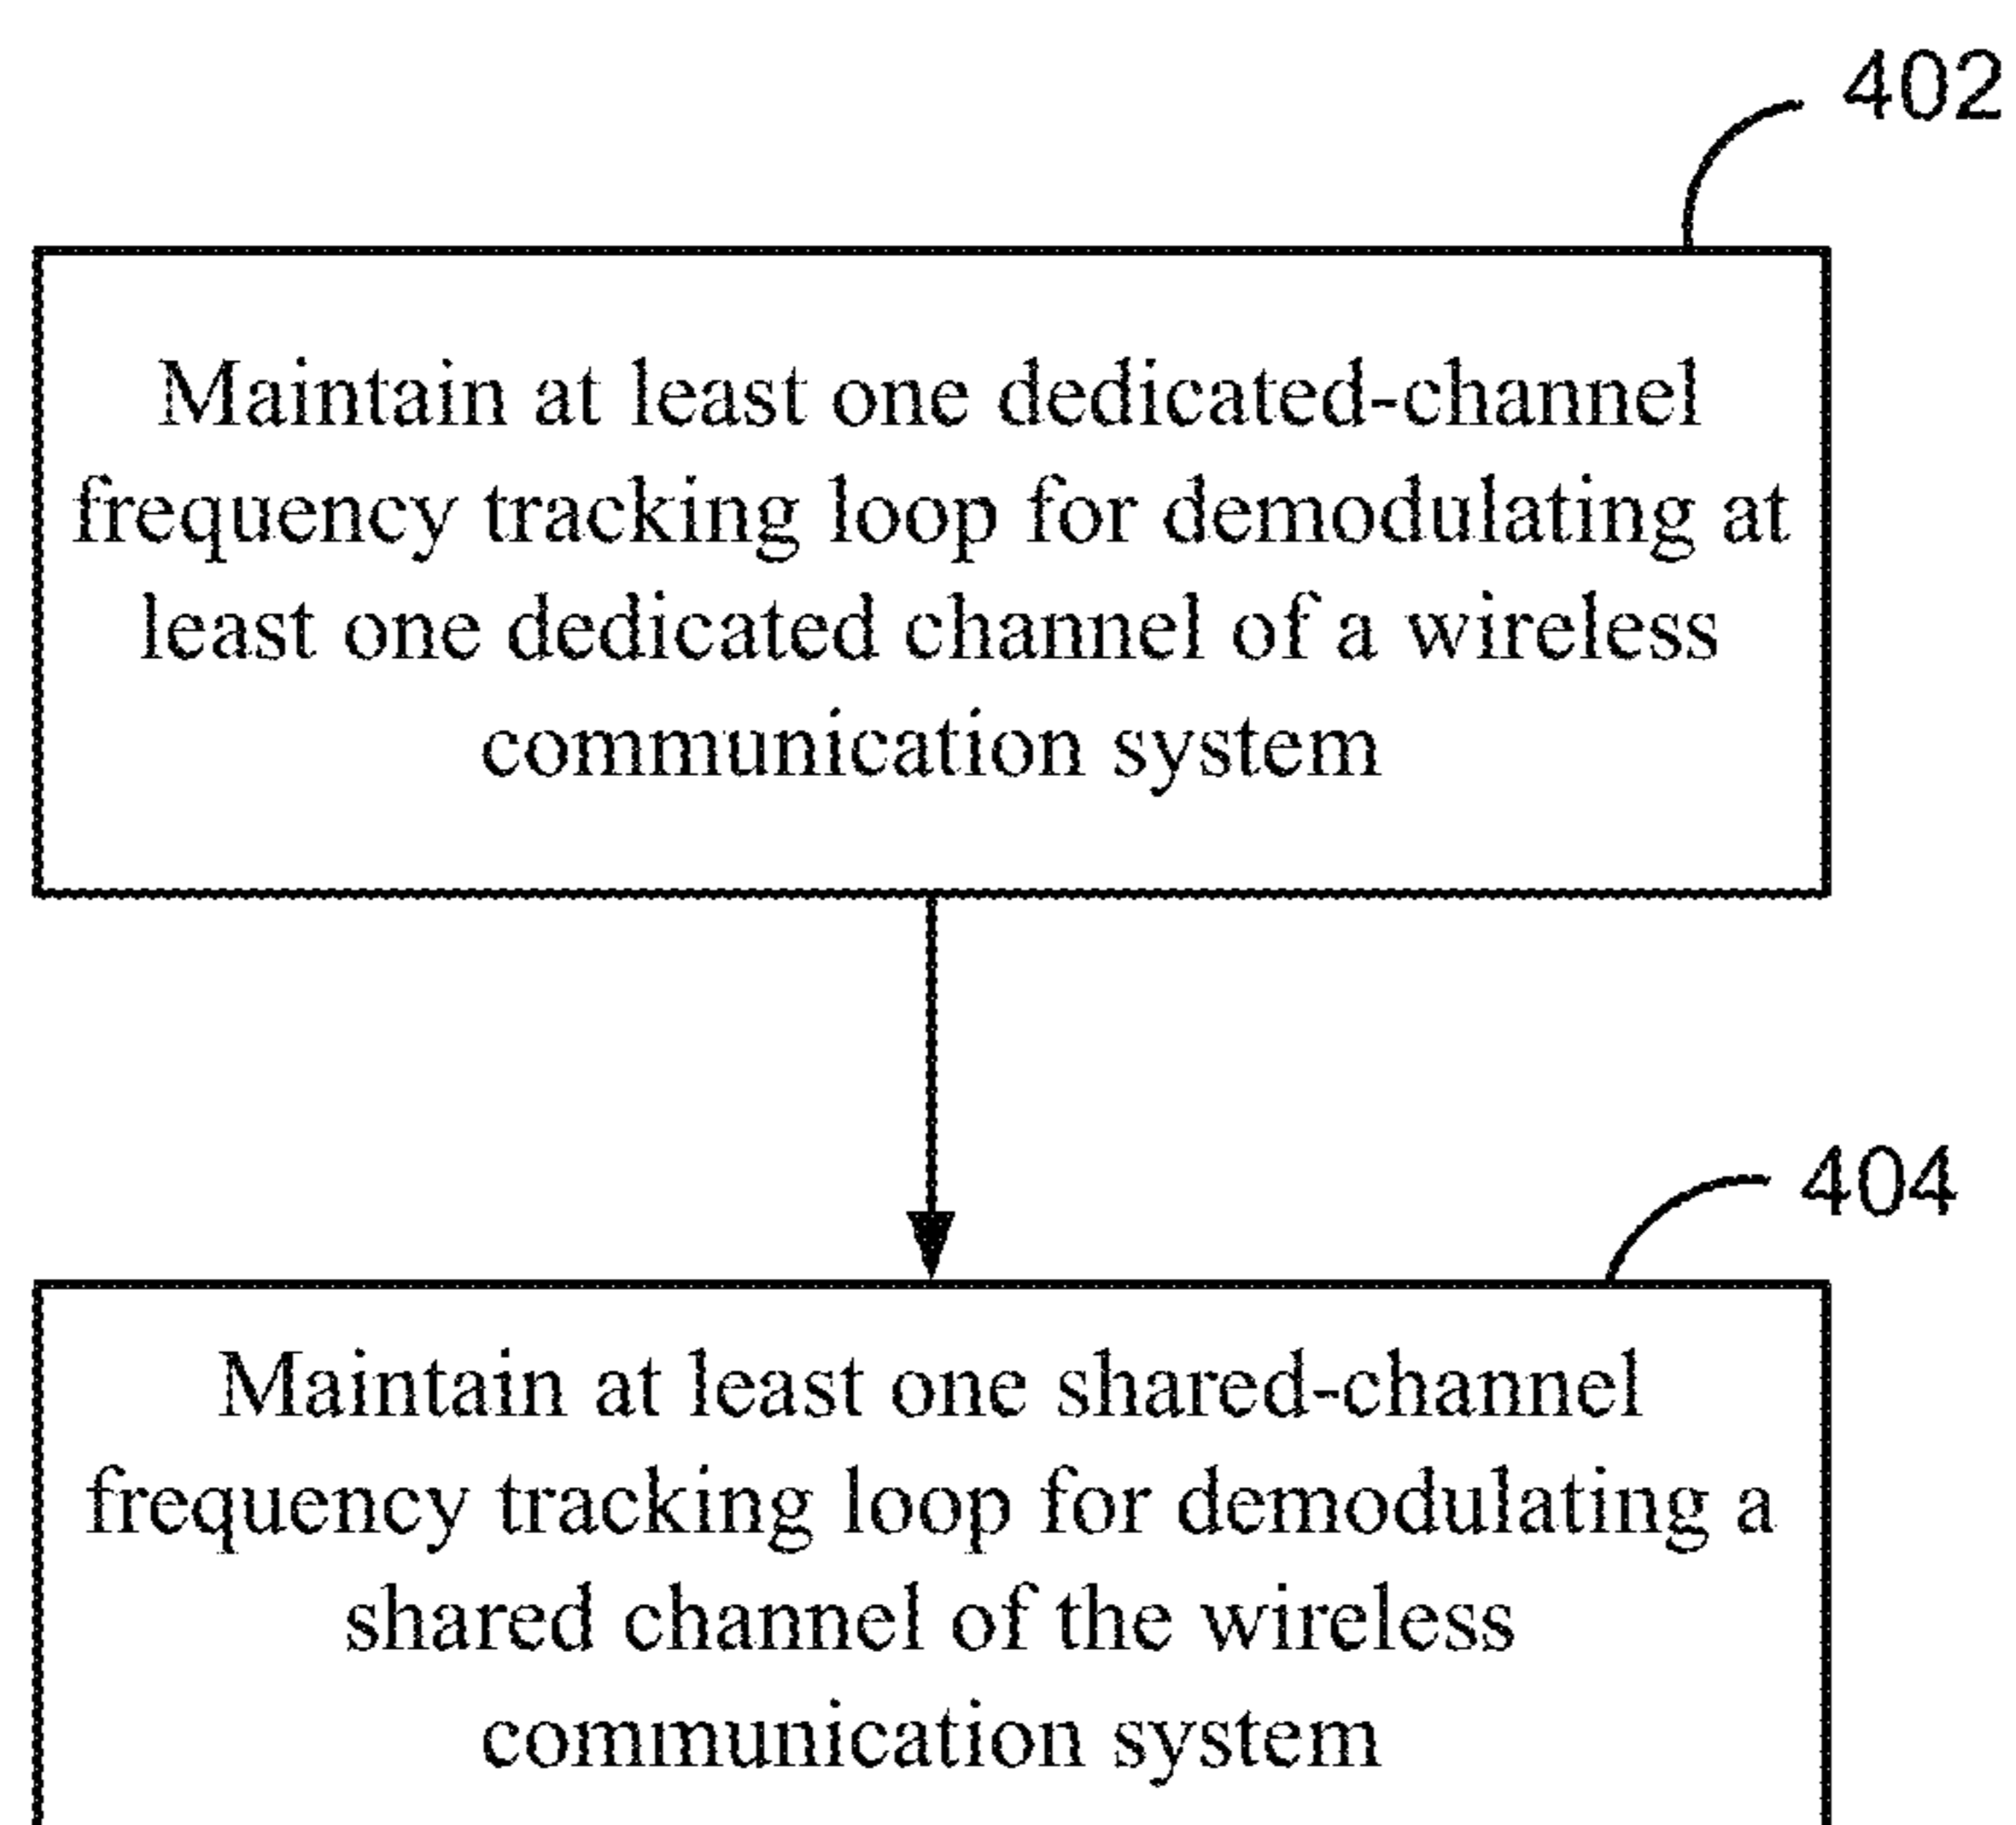 402
Maintain at least one dedicated-channel
frequency tracking loop for demodulating at
least one dedicated channel of a wireless
communication system
404
Maintain at least one shared-channel
frequency tracking loop for demodulating a
shared channel of the wireless
communication system